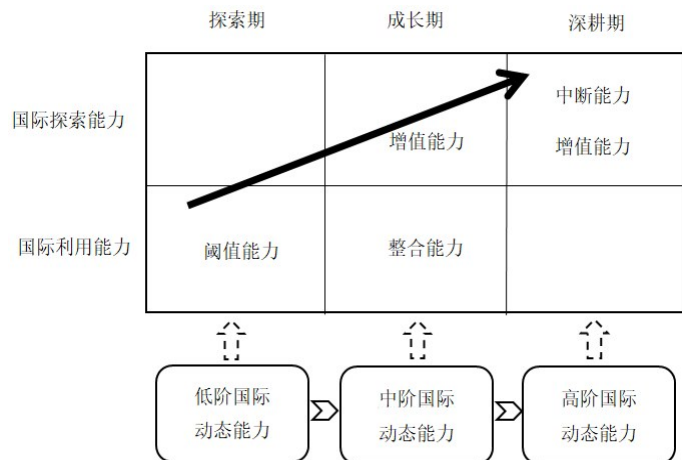 探索期
成长期
深耕期
国际探索能力
增值能力
中断能力
增值能力
国际利用能力
阈值能力
整合能力
低阶国际
动态能力
中阶国际
动态能力
高阶国际
动态能力